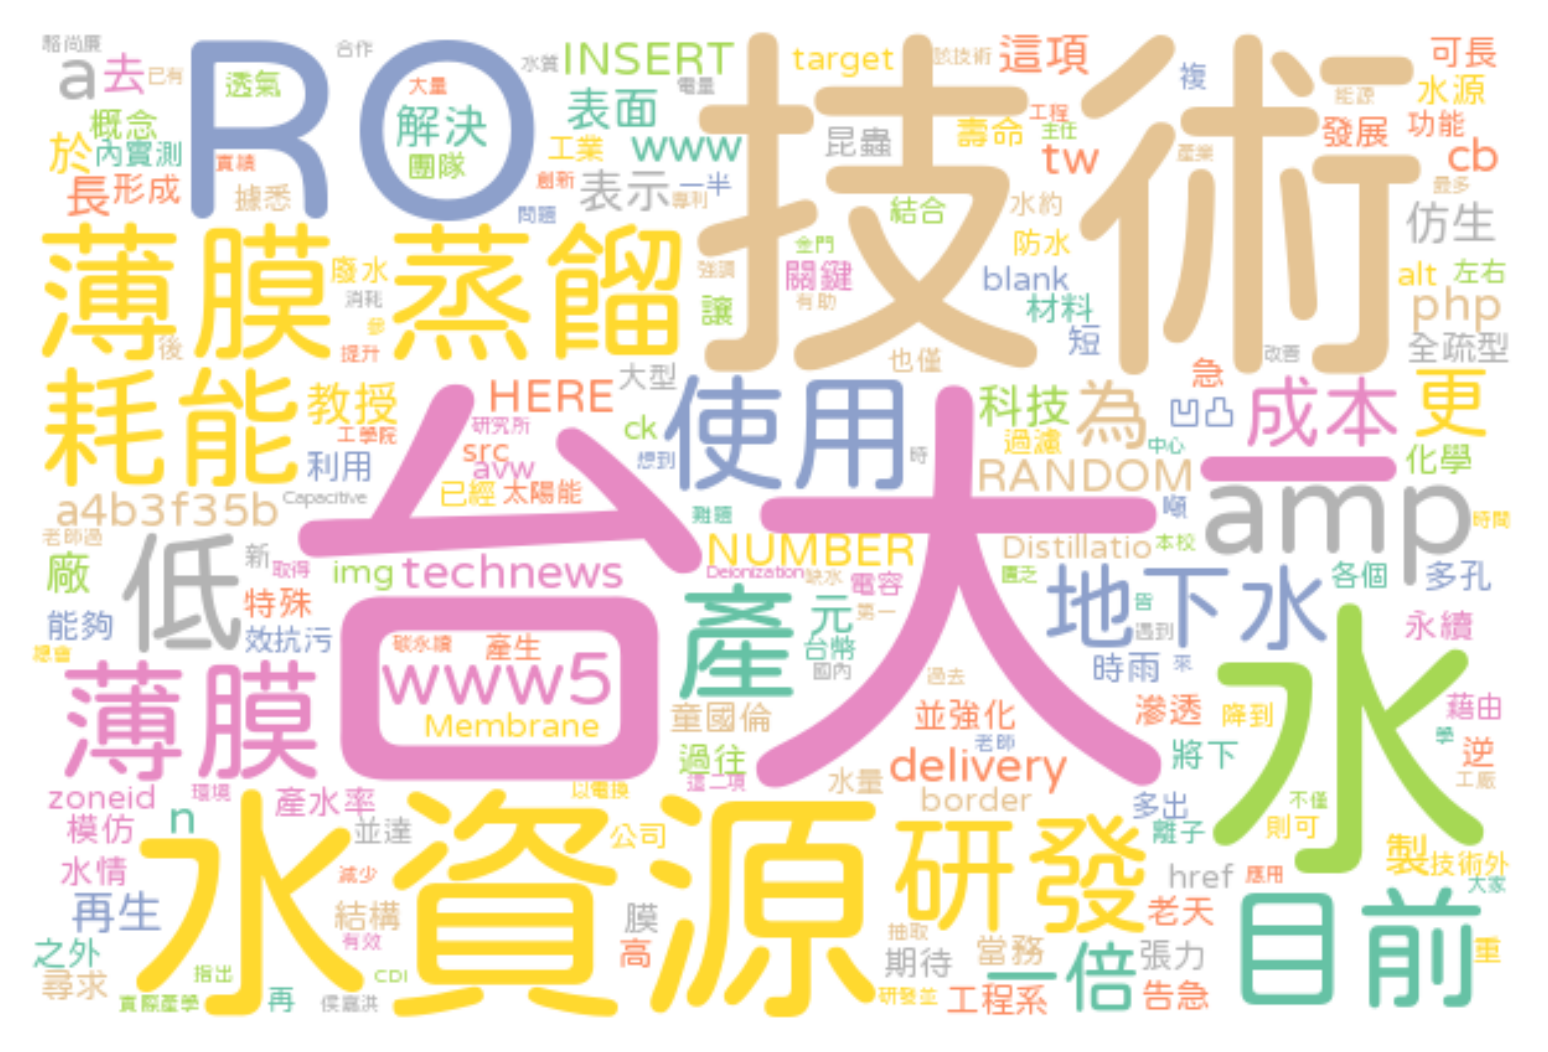 駱尚廉
合作
水質
INSERT
target
這項
可長
a
去
已有
RO
透氣
大量
解決
團隊
表面
電量
技術
複
能源
水源
概念
於
內實測
實績
工業
www
昆蟲
壽命
工程
主任
tw
產業
發展
功能
cb
長
形成
據悉
創新
表示
一半
專利
問題
結合
水約
最多
仿生
薄膜
蒸餾
廢水
消耗
參
後
提升
強調
金門
關鍵
有助
讓
防水
blank
材料
短
alt
左右
php
全疏型
也僅
改善
大型
急
耗能
教授
工學院
利用
HERE
研究所
src
avw
ck
想到
使用
時
科技
過濾
為
中心
凹凸
成本
更
化學
已經
太陽能
RANDOM
一
amp
a4b3f35b
Capacitive
難題
噸
時間
老師過
廠
低
新
取得
特殊
img
technews
台大
NUMBER
Distillatio
本校
Deionization
缺水
電容
匱乏
各個
多孔
能夠
總會
效抗污
產
元
第一
台幣
國內
地下水
皆
遇到
時雨
來
永續
薄膜
碳永續
產生
www5
Membrane
童國倫
過去
並強化
老師
滲透
降到
水
藉由
學
逆
工廠
過往
這二項
delivery
將下
zoneid
環境
產水率
以電換
水量
border
多出
不僅
則可
模仿
n
並達
公司
研發
離子
製
技術外
大家
水情
水資源
減少
href
應用
再生
結構
有效
膜
老天
目前
之外
指出
CDI
高
抽取
期待
當務
一倍
張力
重
尋求
實際產學
再
侯嘉洪
研發並
工程系
告急